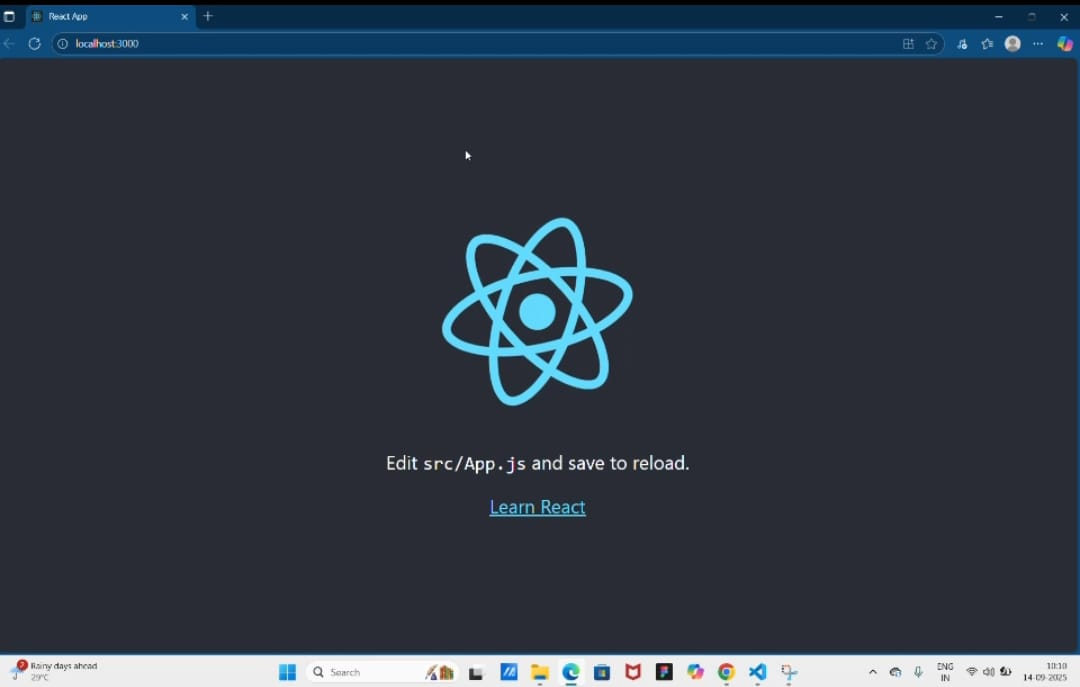 React App
localhost:3000
Edit src/App.js and save to reload.
Learn React
2
Rainy days ahead
29°C
Search
ENG
IN
10:10
14-09-2025